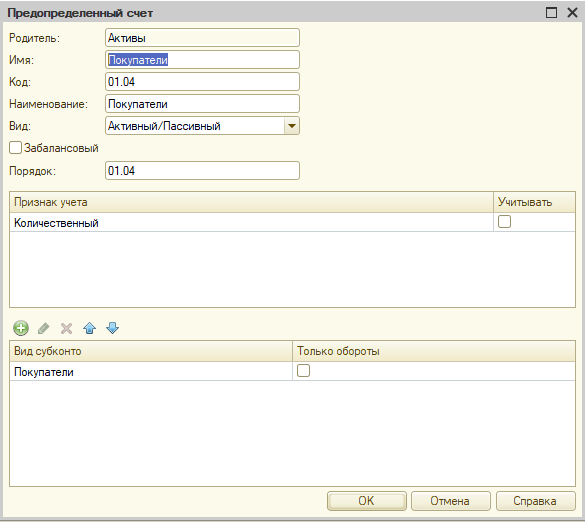 Предопределенный счет
Родитель: Активы
Имя: Покупатели
Код: 01.04
Наименование: Покупатели
Вид: Активный/Пассивный
Забалансовый
Порядок: 01.04
Признак учета Учитывать
Количественный
Вид субконто Только обороты
Покупатели
OK Отмена Справка